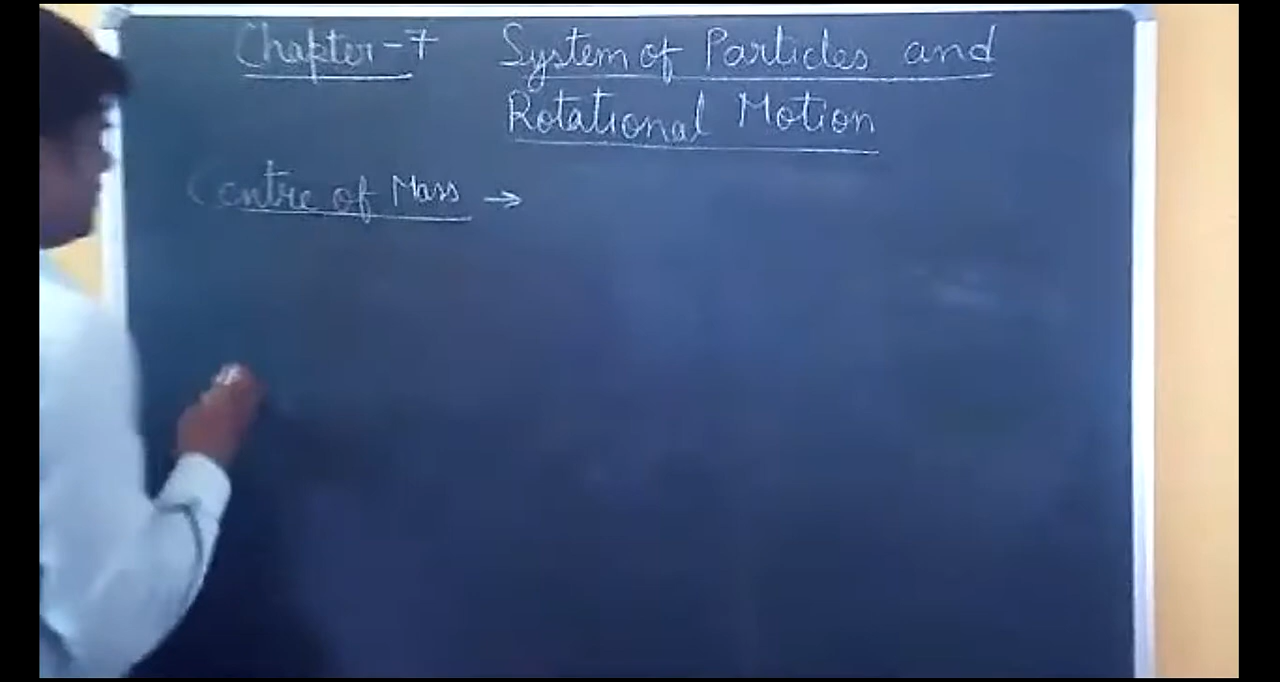 Chapter-7 System of Particles and
Rotational Motion
Centre of Mass →